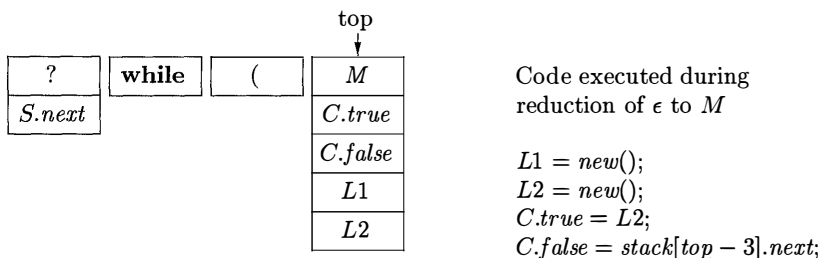 top
? while ( M
S.next C.true
C.false
L1
L2
Code executed during
reduction of ϵ to M
L1 = new();
L2 = new();
C.true = L2;
C.false = stack[top − 3].next;